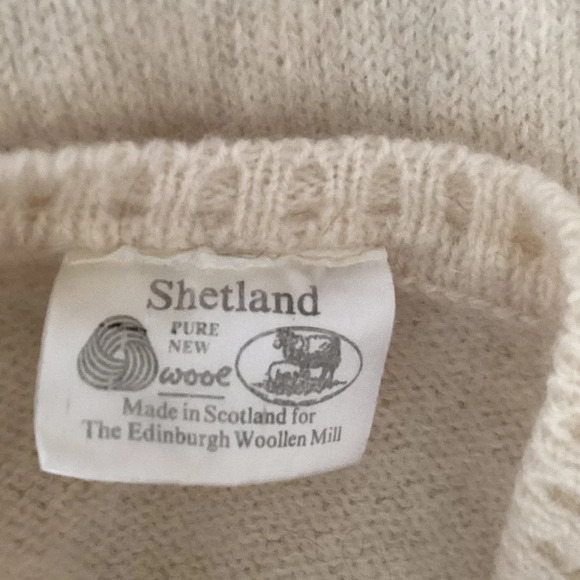 Shetland
PURE
NEW
wool
Made in Scotland for
The Edinburgh Woollen Mill